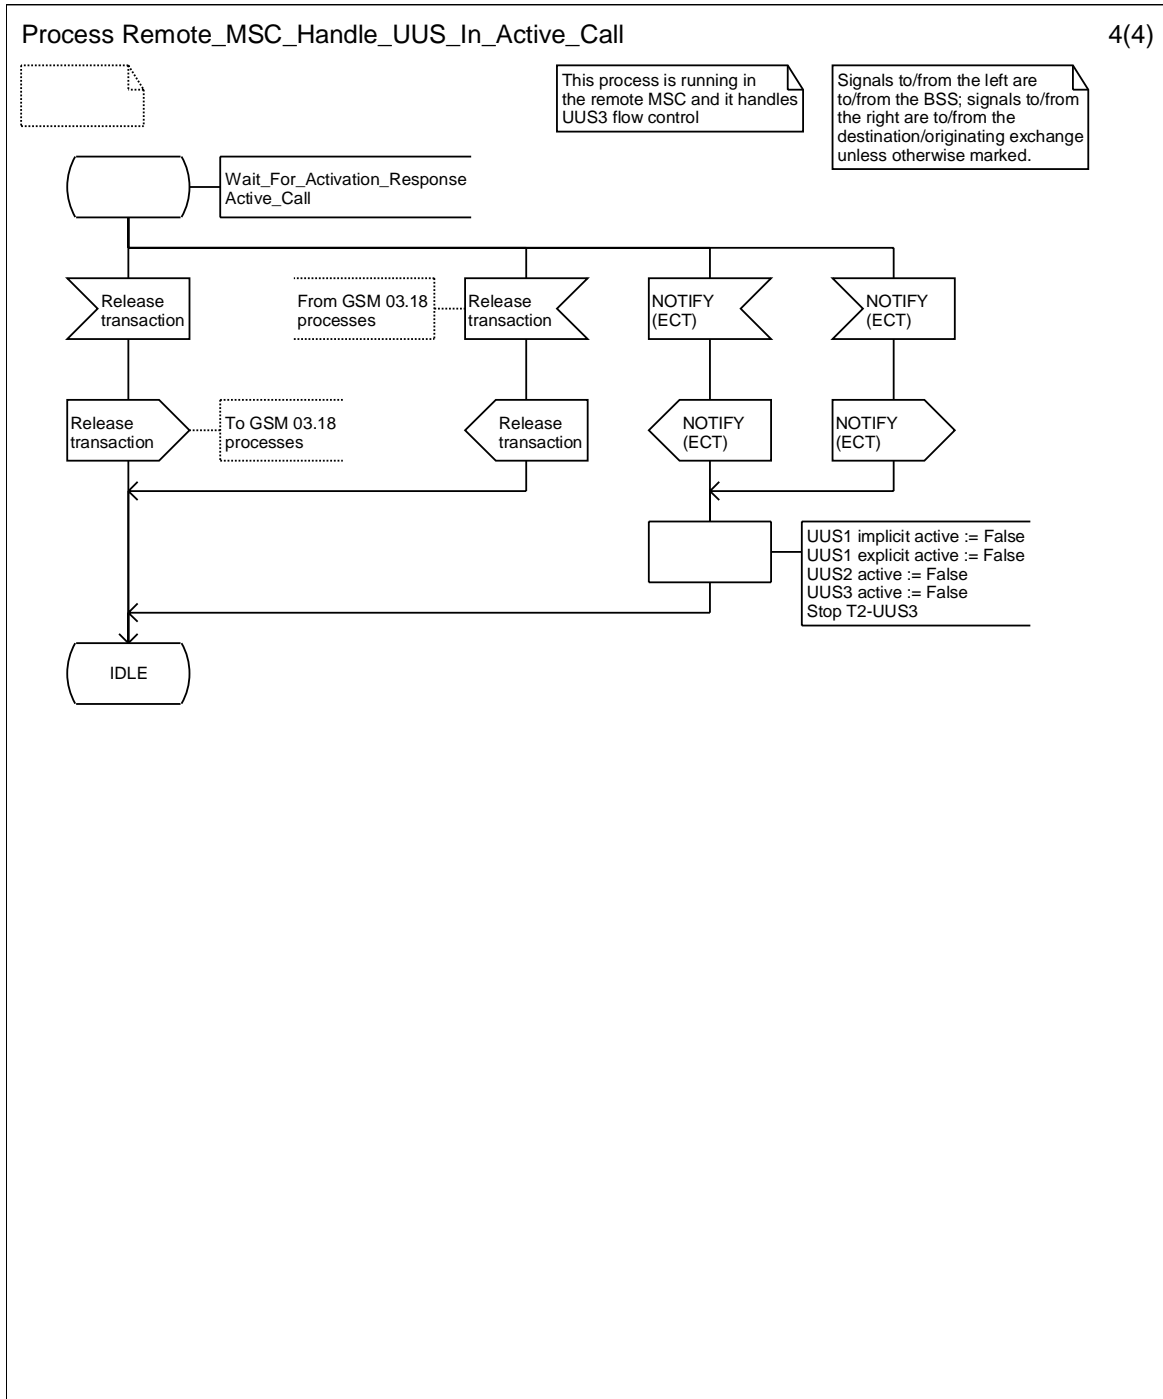 Process Remote_MSC_Handle_UUS_In_Active_Call
4(4)
This process is running in
the remote MSC and it handles
UUS3 flow control
Signals to/from the left are
to/from the BSS; signals to/from
the right are to/from the
destination/originating exchange
unless otherwise marked.
Wait_For_Activation_Response
Active_Call
Release
transaction
From GSM 03.18
processes
Release
transaction
NOTIFY
(ECT)
NOTIFY
(ECT)
Release
transaction
To GSM 03.18
processes
Release
transaction
NOTIFY
(ECT)
NOTIFY
(ECT)
UUS1 implicit active := False
UUS1 explicit active := False
UUS2 active := False
UUS3 active := False
Stop T2-UUS3
IDLE